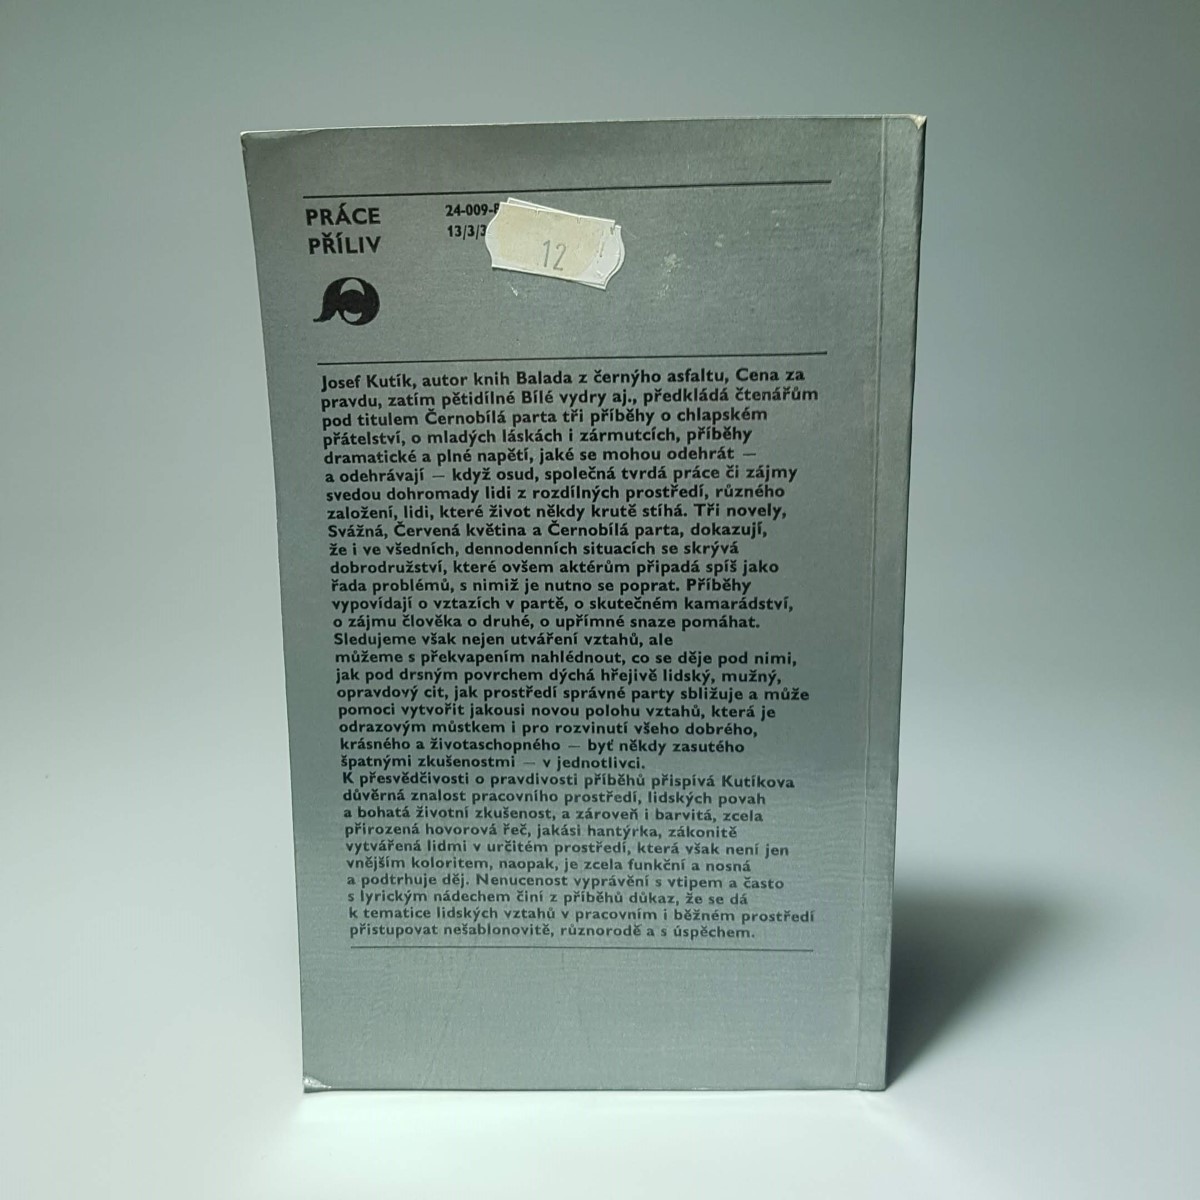 PRÁCE
PŘÍLIV
24-009-8
13/3/3
12
Josef Kutík, autor knih Balada z černýho asfaltu, Cena za
pravdu, zatím pětidílné Bílé vydry aj., předkládá čtenářům
pod titulem Černobílá parta tři příběhy o chlapském
přátelství, o mladých láskách i zármutcích, příběhy
dramatické a plné napětí, jaké se mohou odehrát —
a odehrávají — když osud, společná tvrdá práce či zájmy
svedou dohromady lidi z rozdílných prostředí, různého
založení, lidi, které život někdy krutě stíhá. Tři novely,
Svážná, Červená květina a Černobílá parta, dokazují,
že i ve všedních, dennodenních situacích se skrývá
dobrodružství, které ovšem aktérům připadá spíš jako
řada problémů, s nimiž je nutno se poprat. Příběhy
vypovídají o vztazích v partě, o skutečném kamarádství,
o zájmu člověka o druhé, o upřímné snaze pomáhat.
Sledujeme však nejen utváření vztahů, ale
můžeme s překvapením nahlédnout, co se děje pod nimi,
jak pod drsným povrchem dýchá hřejivě lidský, mužný,
opravdový cit, jak prostředí správné party sbližuje a může
pomoci vytvořit jakousi novou polohu vztahů, která je
odrazovým můstkem i pro rozvinutí všeho dobrého,
krásného a životaschopného — byť někdy zasutého
špatnými zkušenostmi — v jednotlivci.
K přesvědčivosti o pravdivosti příběhů přispívá Kutíkova
důvěrná znalost pracovního prostředí, lidských povah
a bohatá životní zkušenost, a zároveň i barvitá, zcela
přirozená hovorová řeč, jakási hantýrka, zákonitě
vytvářená lidmi v určitém prostředí, která však není jen
vnějším koloritem, naopak, je zcela funkční a nosná
a podtrhuje děj. Nenucenost vyprávění s vtipem a často
s lyrickým nádechem činí z příběhů důkaz, že se dá
k tematice lidských vztahů v pracovním i běžném prostředí
přistupovat nešablonovitě, různorodě a s úspěchem.